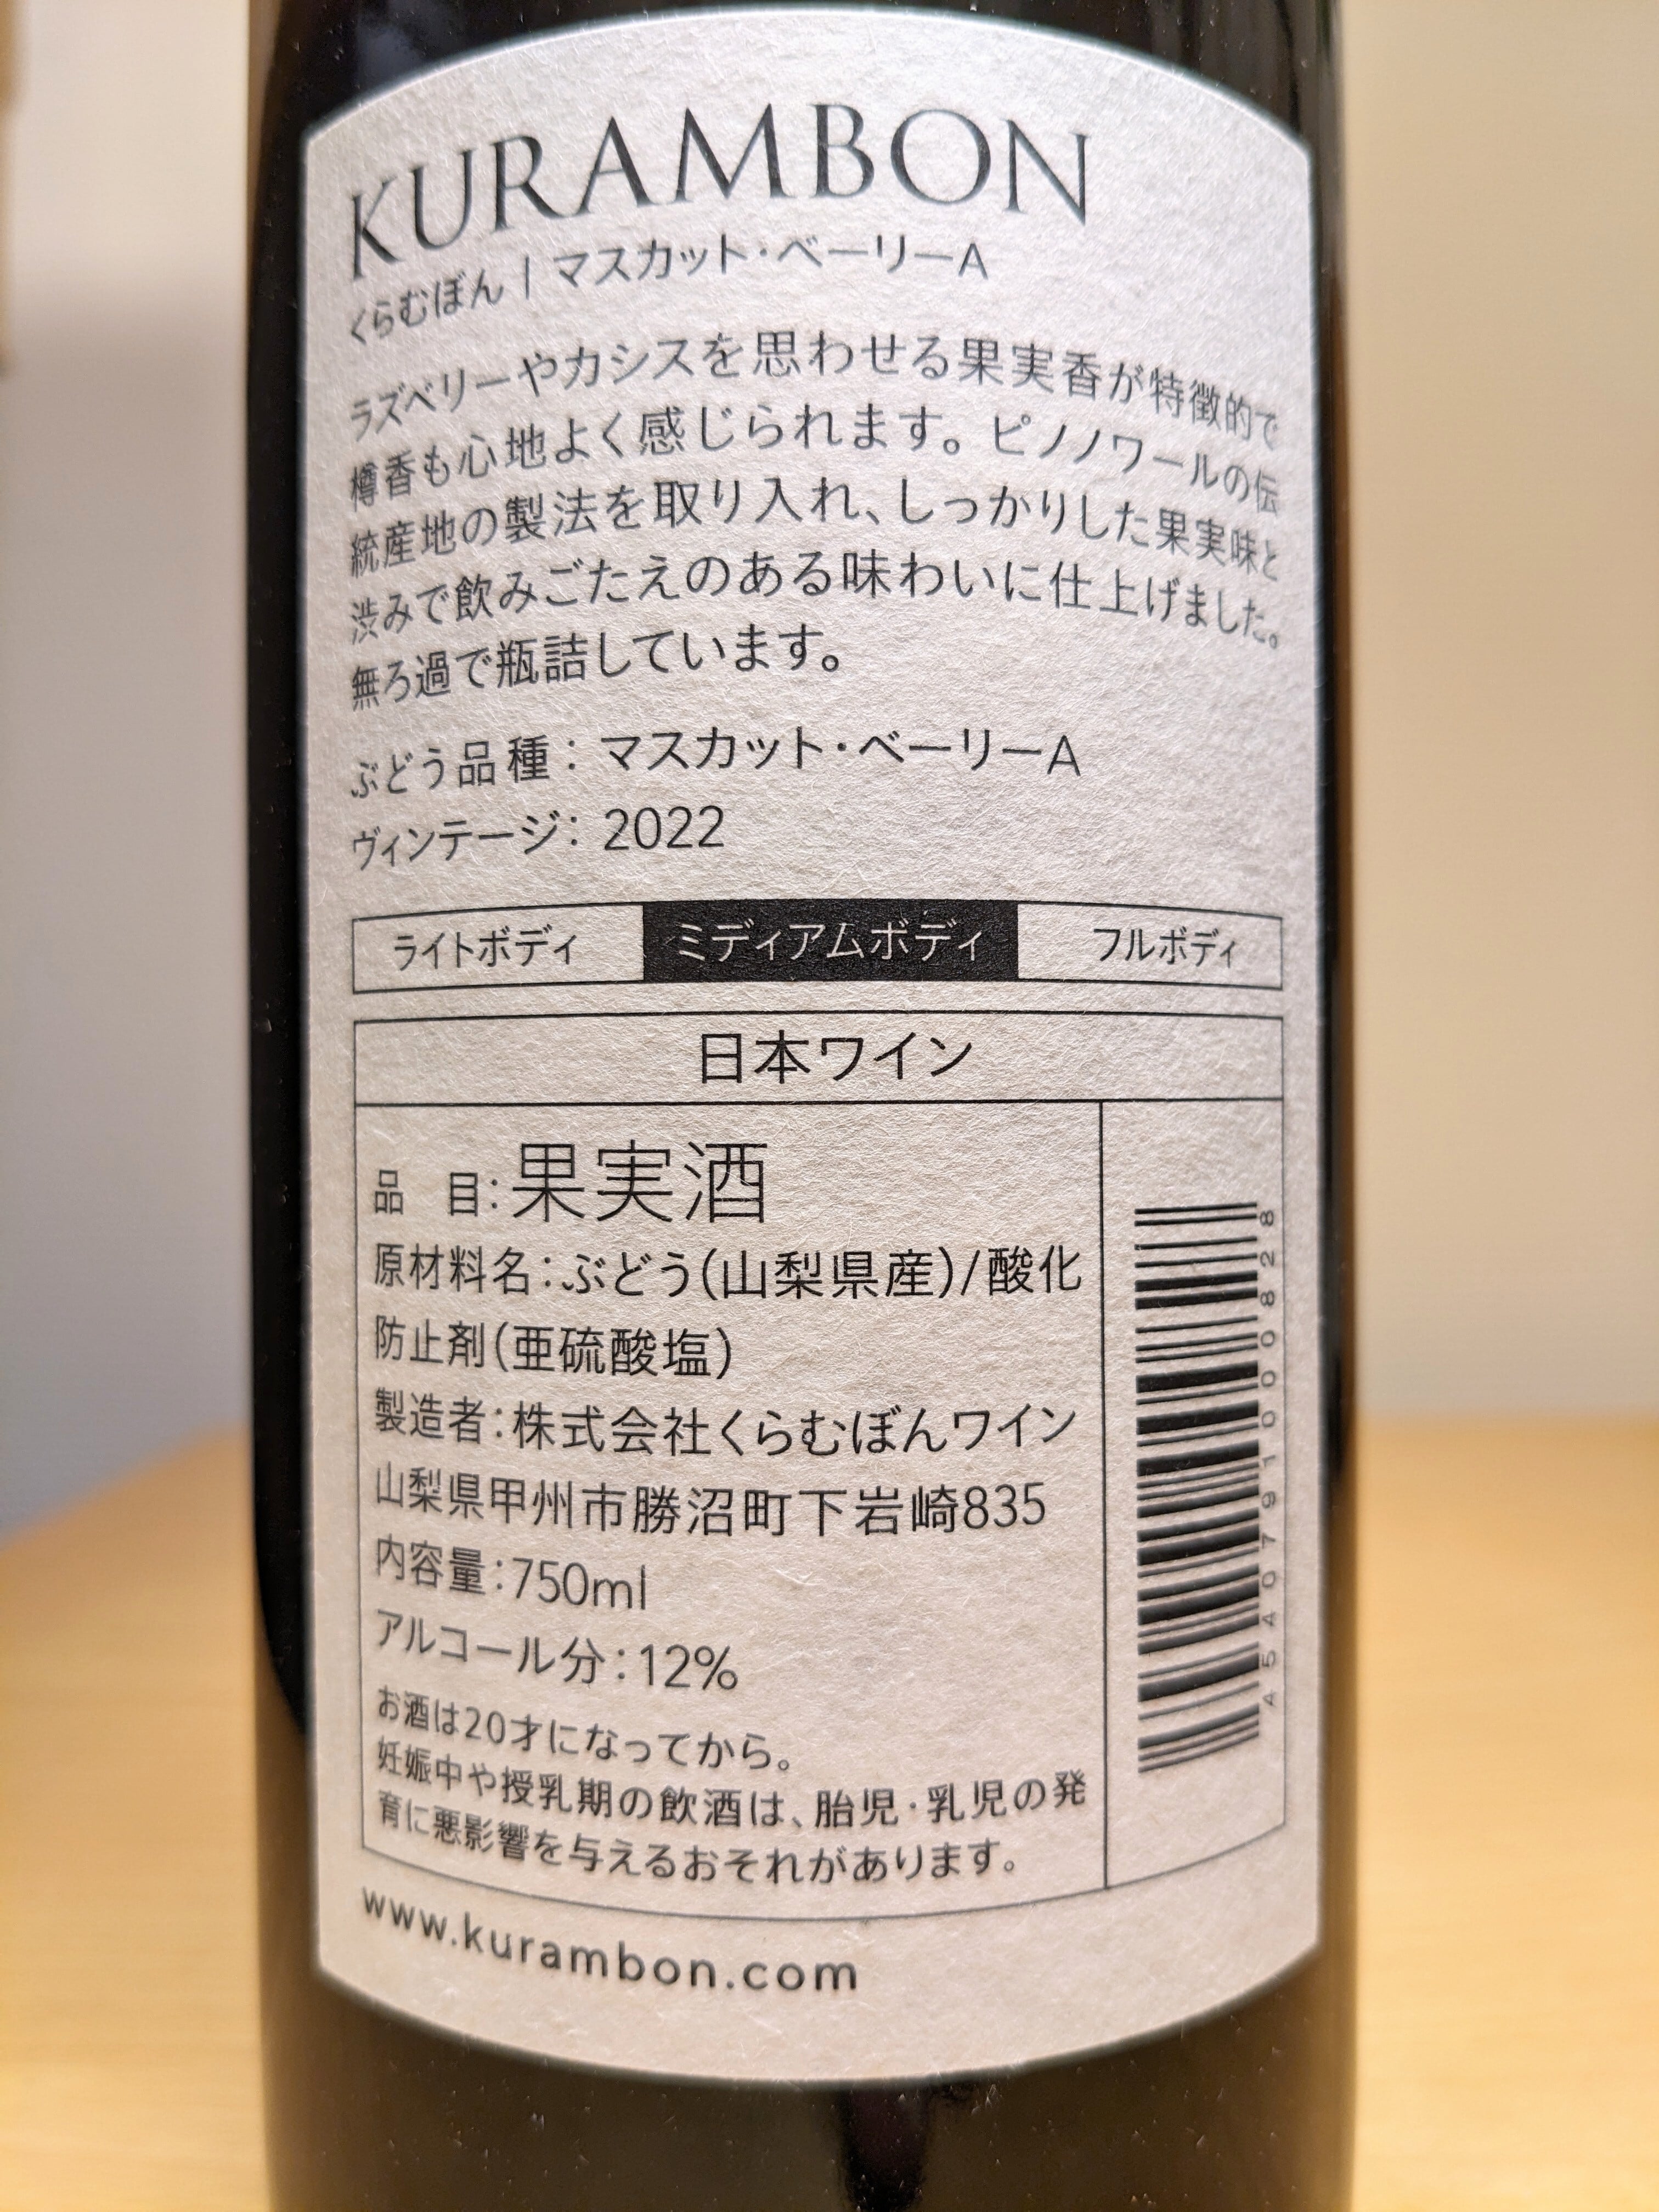 KURAMBON
くらむぼん | マスカット・ベーリーA
ラズベリーやカシスを思わせる果実香が特徴的で
樽香も心地よく感じられます。ピノノワールの伝
統産地の製法を取り入れ、しっかりした果実味と
渋みで飲みごたえのある味わいに仕上げました。
無ろ過で瓶詰しています。
ぶどう品種：マスカット・ベーリーA
ヴィンテージ：2022
ライトボディ ミディアムボディ フルボディ
日本ワイン
品　目：果実酒
原材料名：ぶどう(山梨県産)/酸化
防止剤(亜硫酸塩)
製造者：株式会社くらむぼんワイン
山梨県甲州市勝沼町下岩崎835
内容量：750ml
アルコール分：12%
お酒は20才になってから。
妊娠中や授乳期の飲酒は、胎児・乳児の発
育に悪影響を与えるおそれがあります。
4540791000828
www.kurambon.com